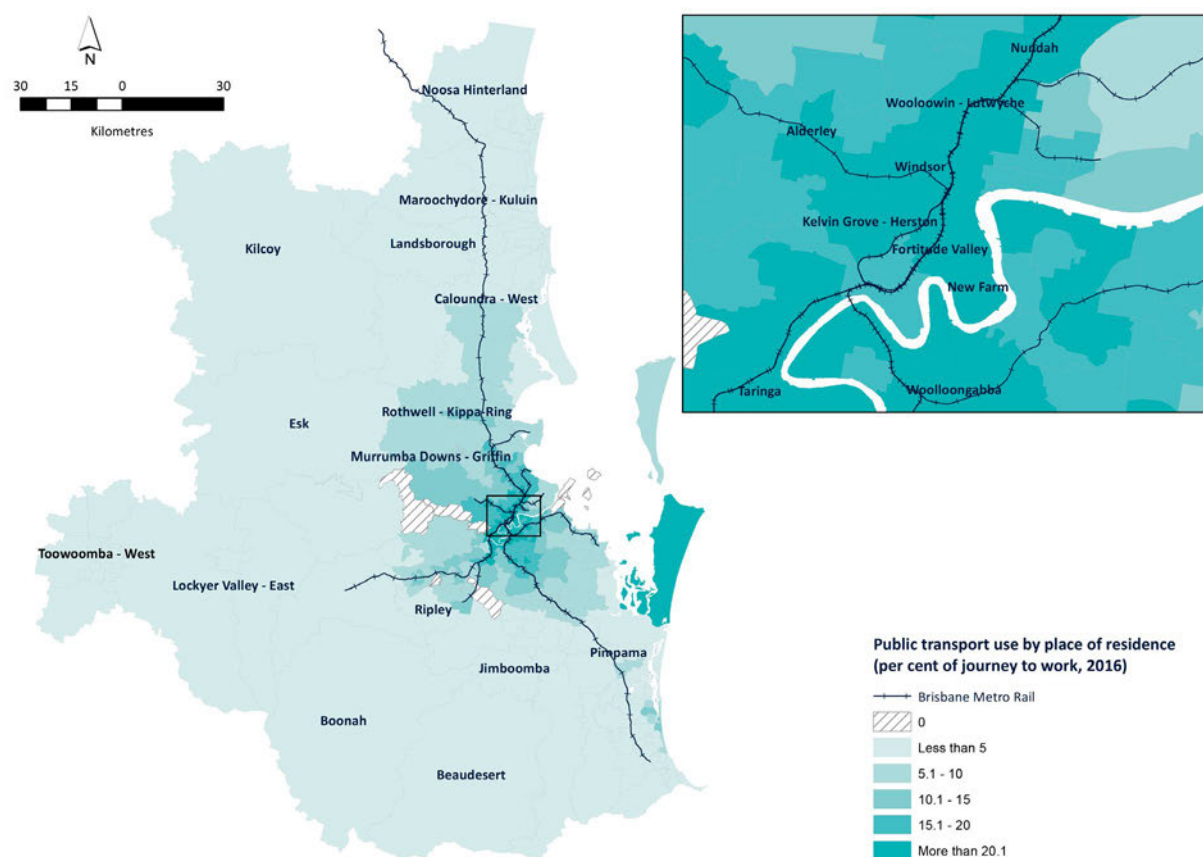 N
30 15 0 30
Kilometres
Noosa Hinterland
Maroochydore - Kuluin
Kilcoy
Landsborough
Caloundra - West
Rothwell - Kippa-Ring
Esk
Murrumba Downs - Griffin
Toowoomba - West
Lockyer Valley - East
Ripley
Pimpama
Jimboomba
Boonah
Beaudesert
Nundah
Wooloowin - Lutwyche
Alderley
Windsor
Kelvin Grove - Herston
Fortitude Valley
New Farm
Taringa
Woolloongabba
Public transport use by place of residence
(per cent of journey to work, 2016)
Brisbane Metro Rail
0
Less than 5
5.1 - 10
10.1 - 15
15.1 - 20
More than 20.1